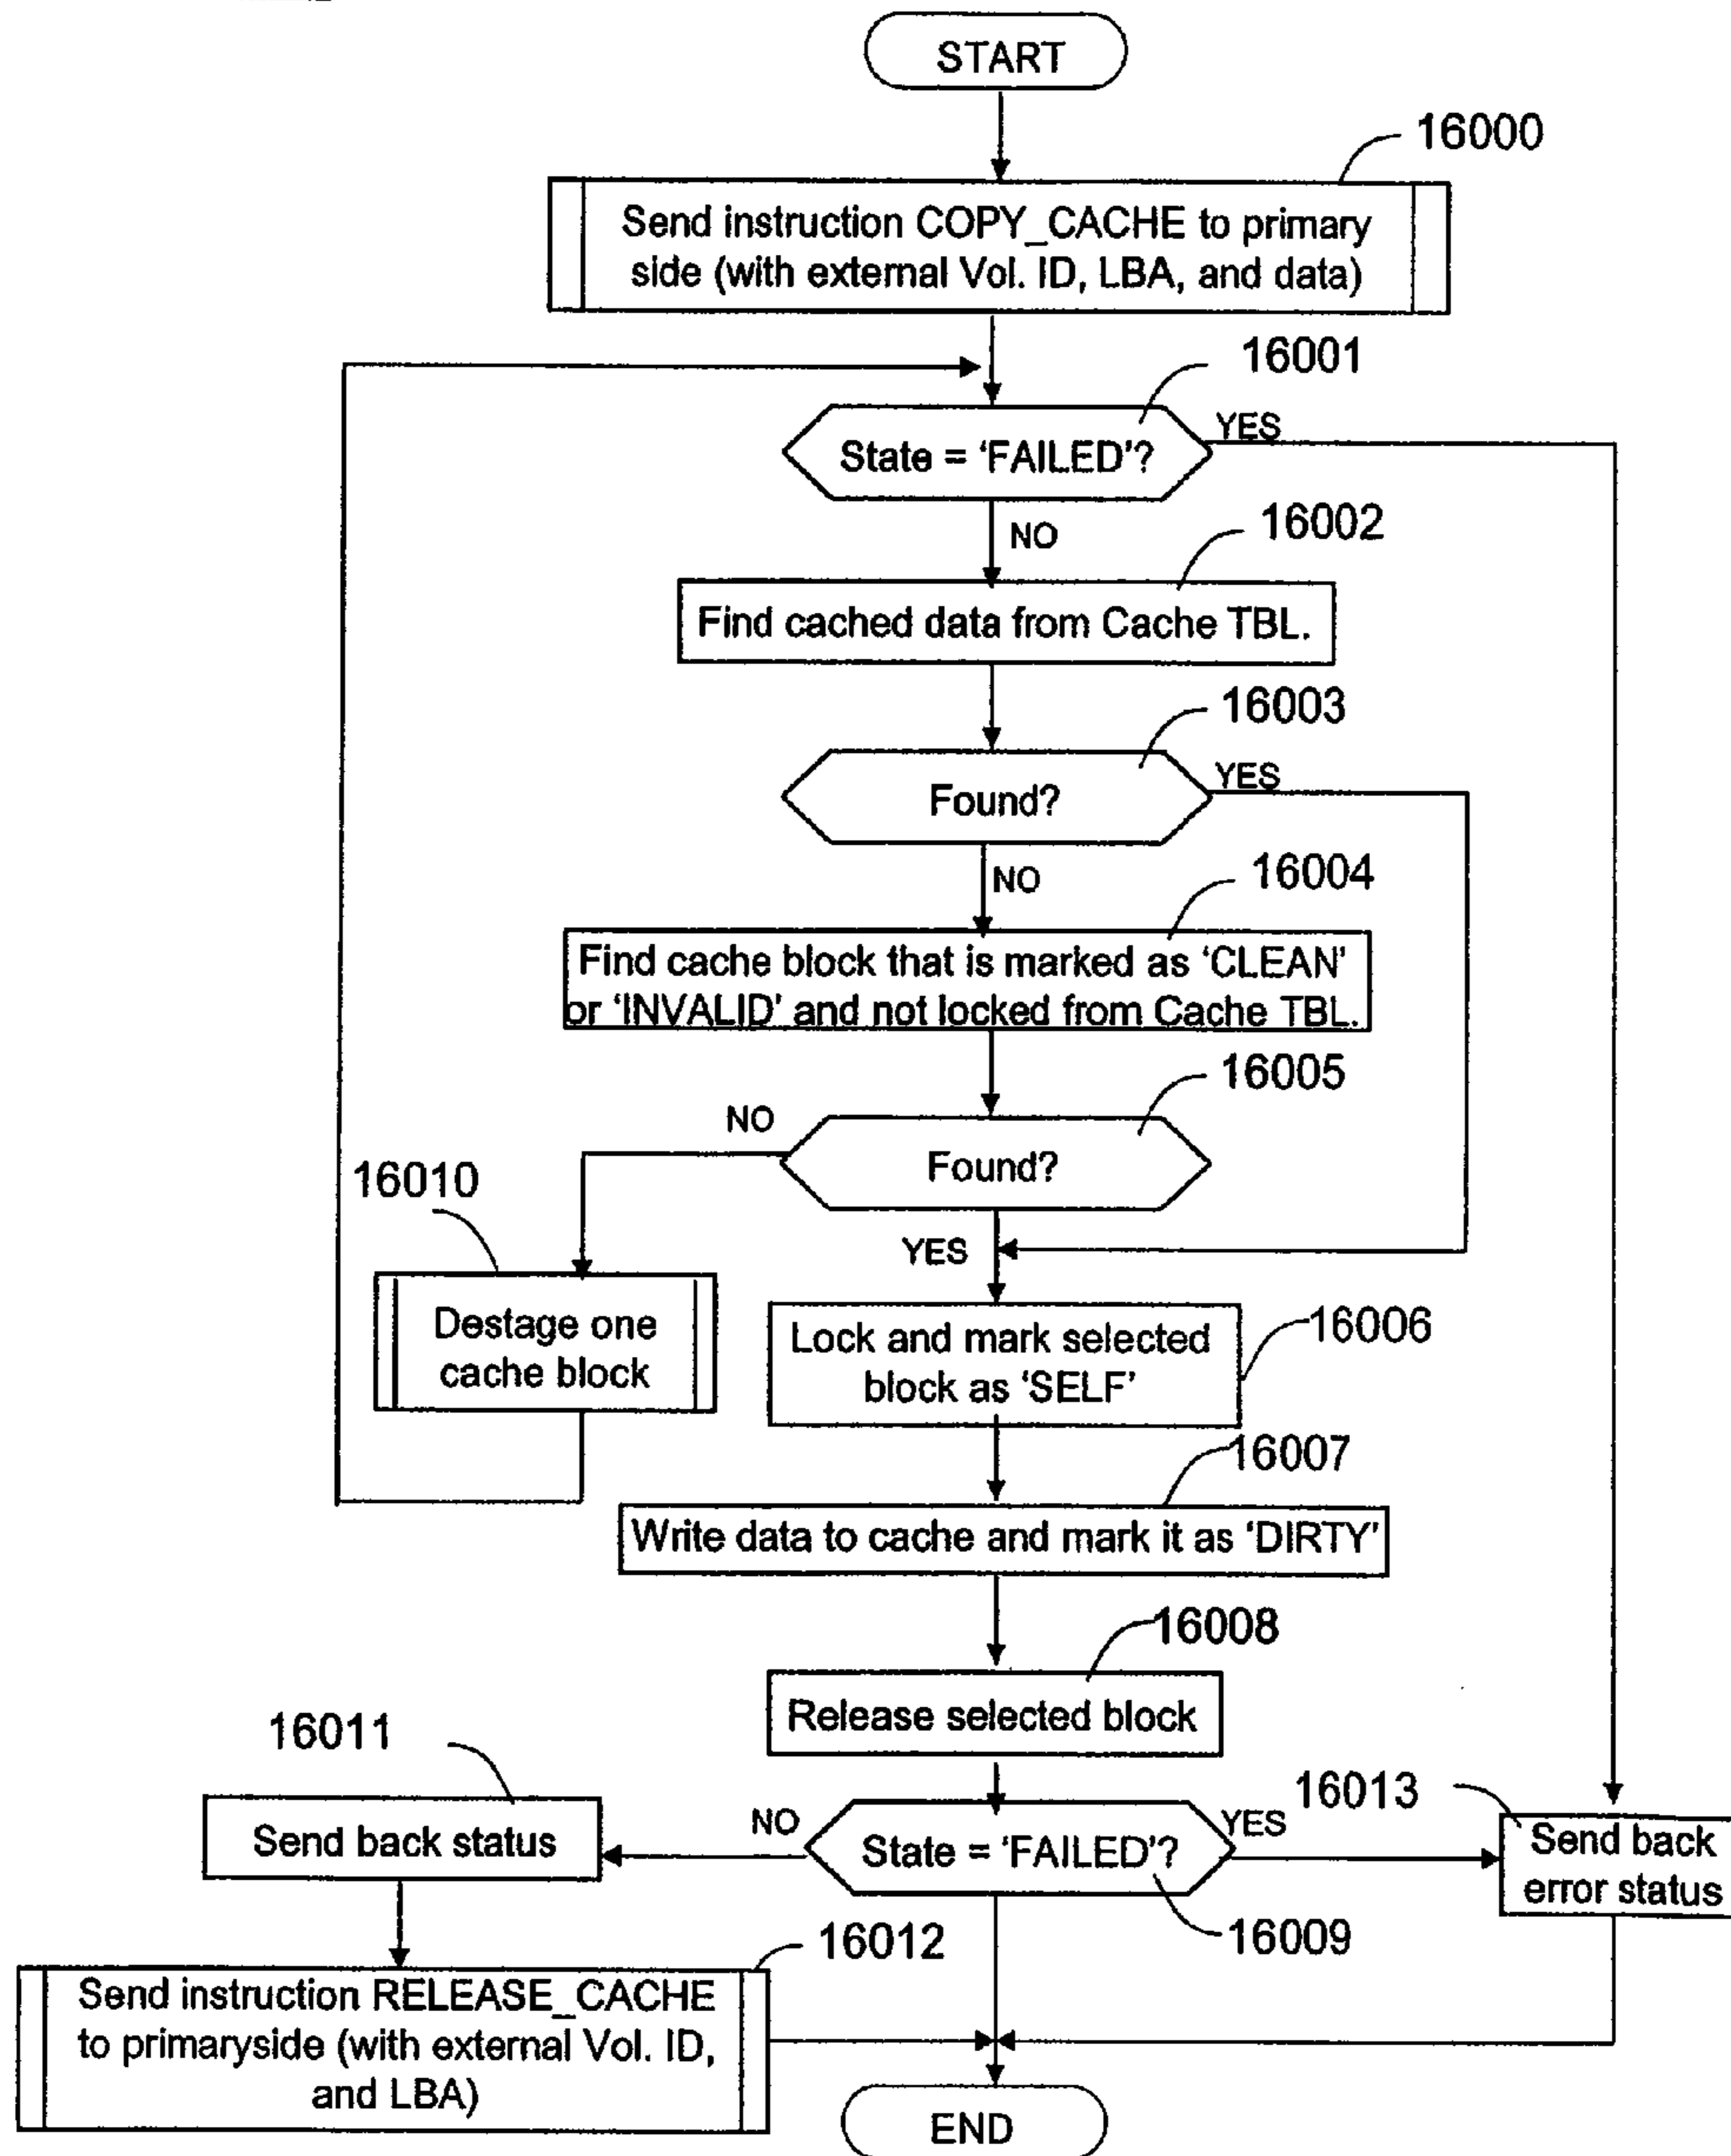 START
16000
Send instruction COPY_CACHE to primary
side (with external Vol. ID, LBA, and data)
16001
State = ‘FAILED’?
YES
NO
16002
Find cached data from Cache TBL.
16003
Found?
YES
NO
16004
Find cache block that is marked as ‘CLEAN’
or ‘INVALID’ and not locked from Cache TBL.
16005
NO
Found?
16010
YES
Destage one
cache block
Lock and mark selected
block as ‘SELF’
16006
16007
Write data to cache and mark it as ‘DIRTY’
16008
Release selected block
16011
Send back status
NO
State = ‘FAILED’?
YES
16013
Send back
error status
16009
16012
Send instruction RELEASE_CACHE
to primaryside (with external Vol. ID,
and LBA)
END